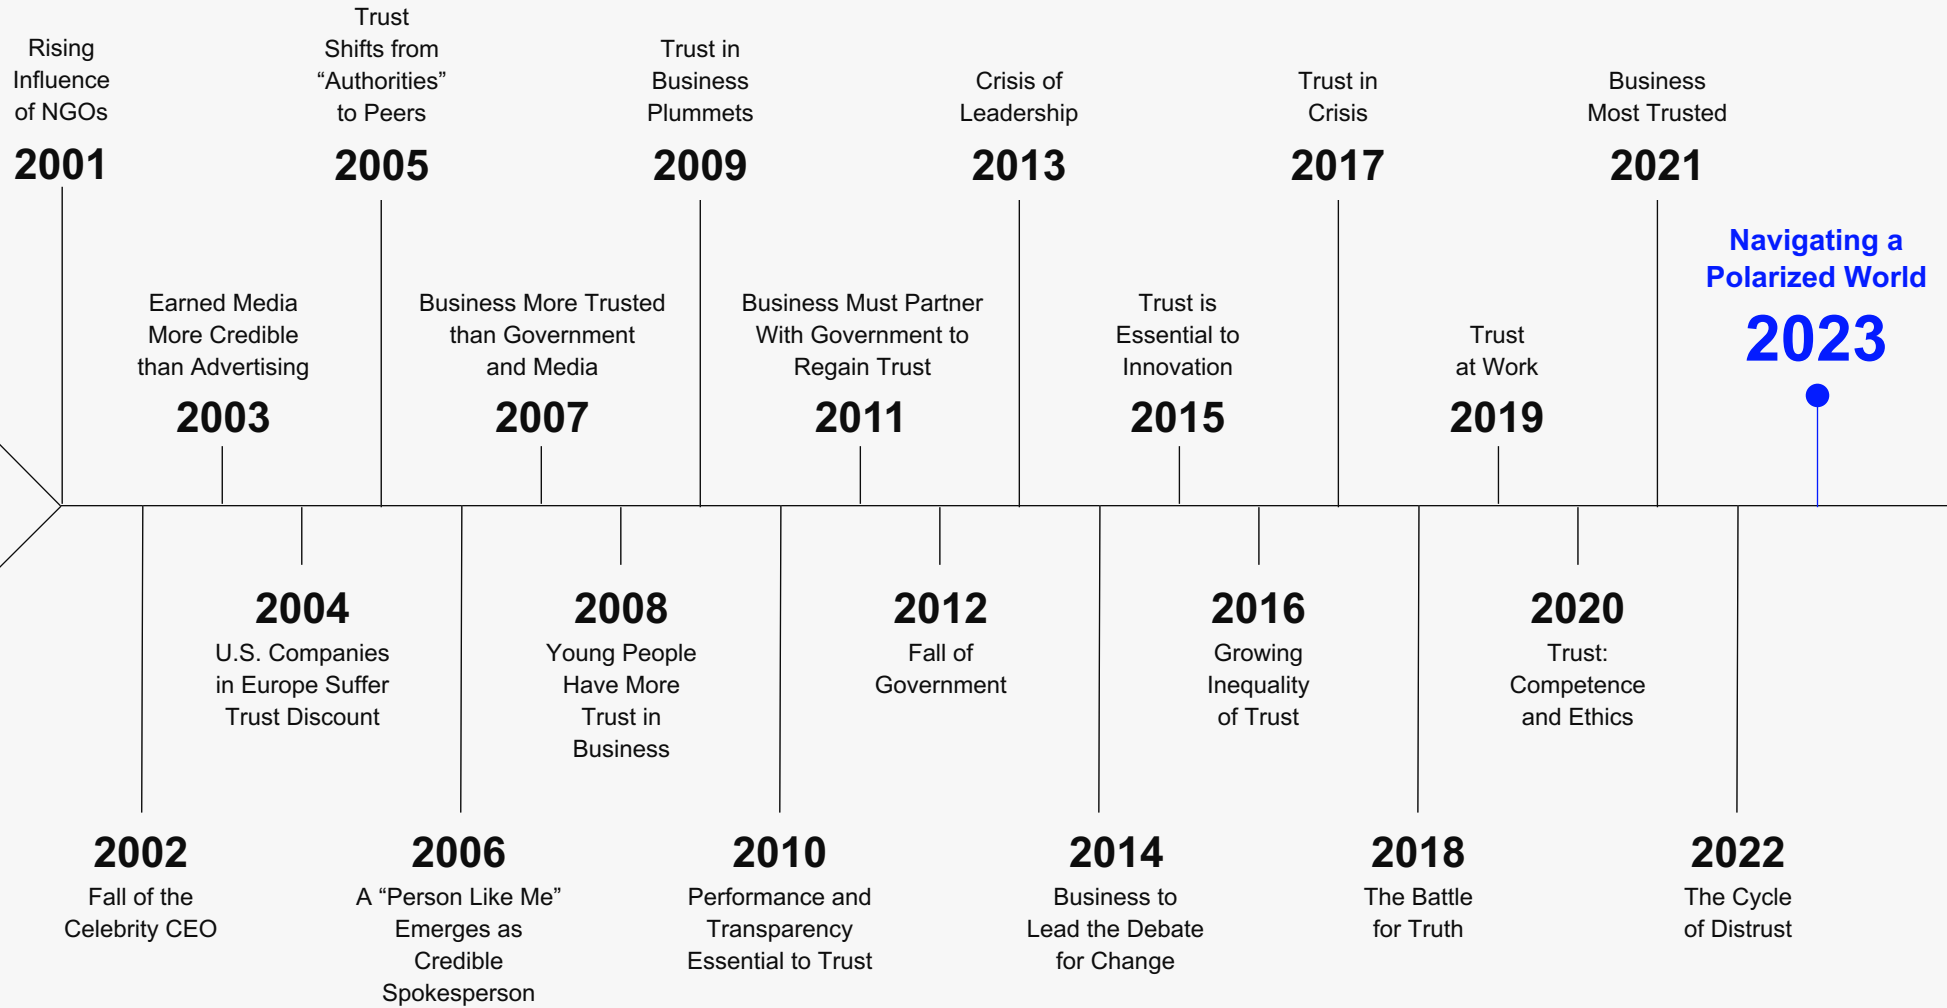 Rising
Influence
of NGOs
2001
Fall of the
Celebrity CEO
2002
Earned Media
More Credible
than Advertising
2003
2004
U.S. Companies
in Europe Suffer
Trust Discount
Trust
Shifts from
“Authorities”
to Peers
2005
2006
A “Person Like Me”
Emerges as
Credible
Spokesperson
Business More Trusted
than Government
and Media
2007
2008
Young People
Have More
Trust in
Business
Trust in
Business
Plummets
2009
2010
Performance and
Transparency
Essential to Trust
Business Must Partner
With Government to
Regain Trust
2011
2012
Fall of
Government
Crisis of
Leadership
2013
2014
Business to
Lead the Debate
for Change
Trust is
Essential to
Innovation
2015
2016
Growing
Inequality
of Trust
Trust in
Crisis
2017
2018
The Battle
for Truth
Trust
at Work
2019
2020
Trust:
Competence
and Ethics
Business
Most Trusted
2021
2022
The Cycle
of Distrust
Navigating a
Polarized World
2023